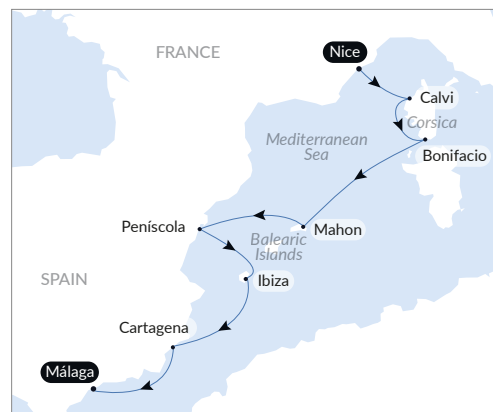 FRANCE
Nice
Calvi
Corsica
Mediterranean
Sea
Bonifacio
Peníscola
Mahon
Balearic
Islands
SPAIN
Ibiza
Cartagena
Málaga